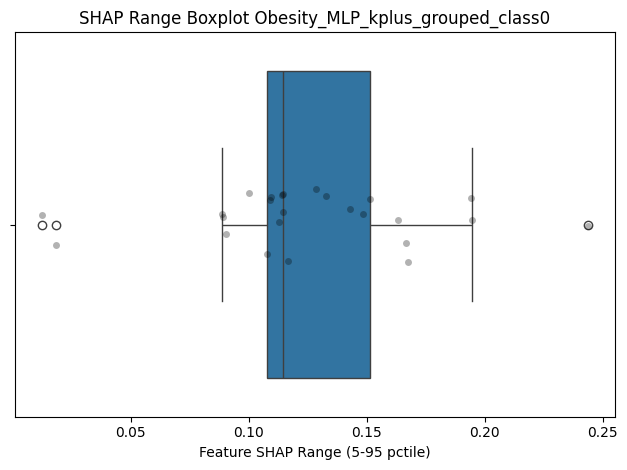 SHAP Range Boxplot Obesity_MLP_kplus_grouped_class0
0.05 0.10 0.15 0.20 0.25
Feature SHAP Range (5-95 pctile)